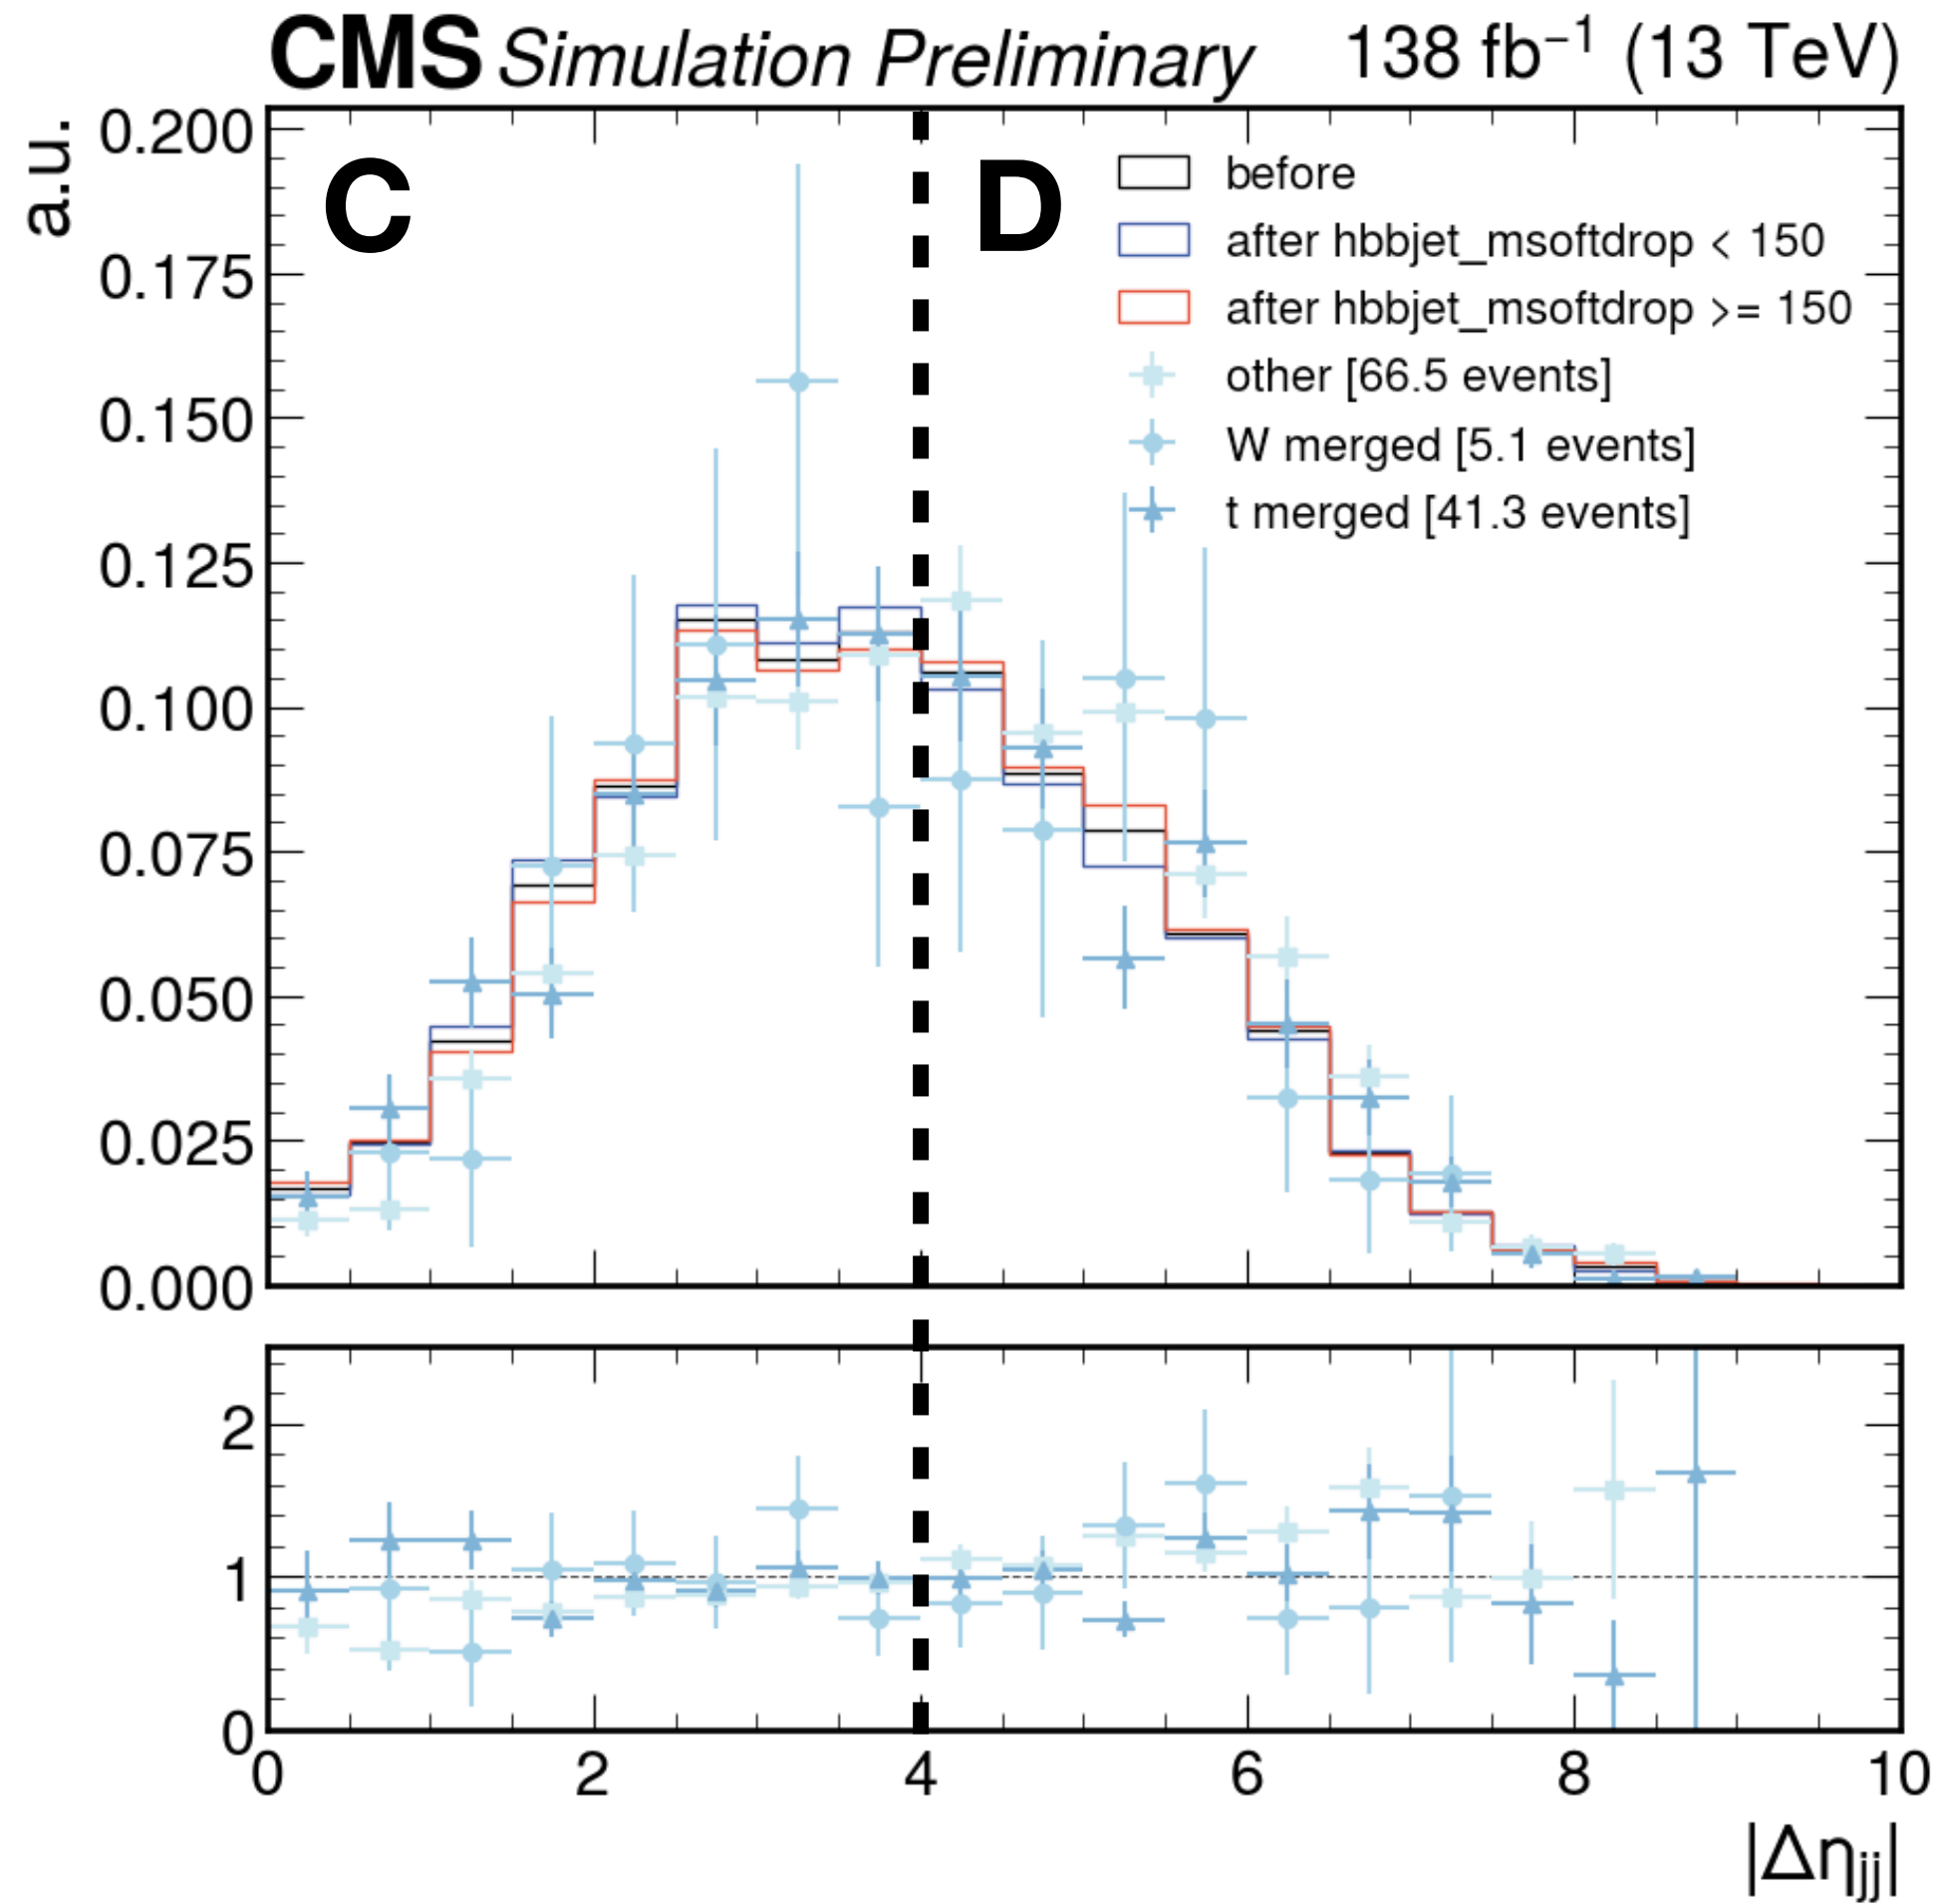 CMS Simulation Preliminary 138 fb⁻¹ (13 TeV)
a.u.
0.200
0.175
0.150
0.125
0.100
0.075
0.050
0.025
0.000
C
D
before
after hbbjet_msoftdrop < 150
after hbbjet_msoftdrop >= 150
other [66.5 events]
W merged [5.1 events]
t merged [41.3 events]
2
1
0
0 2 4 6 8 10
|Δη_jj|